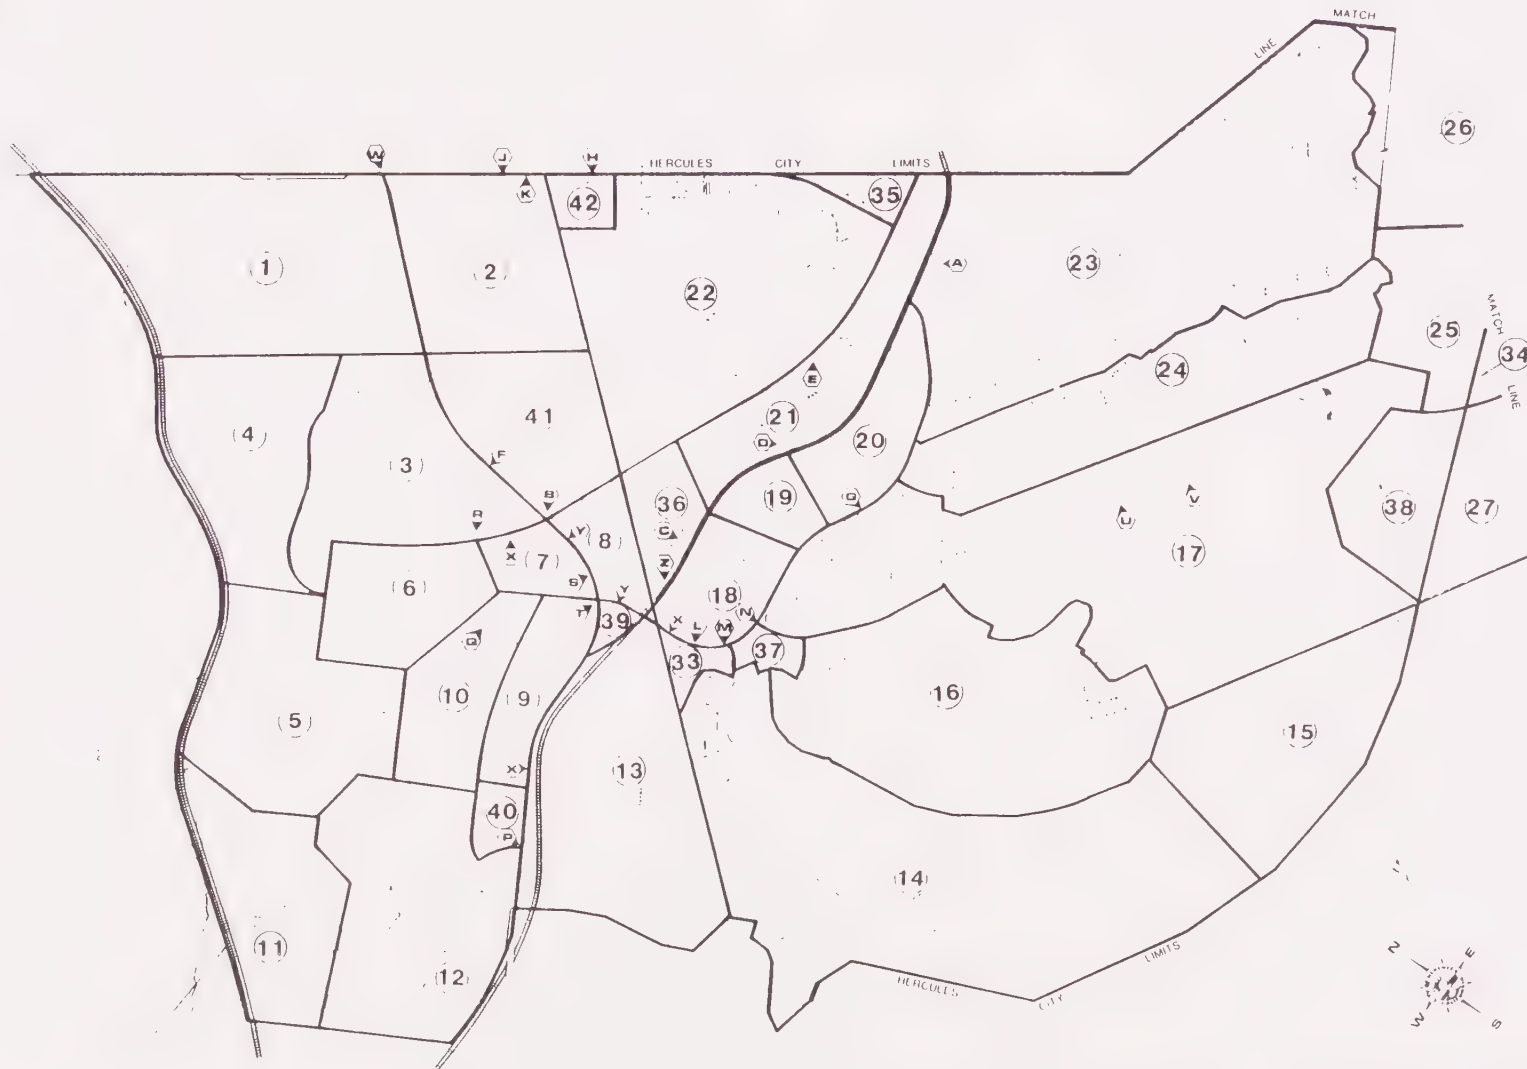 MATCH
LINE
26
W
J
H
HERCULES CITY LIMITS
K
42
35
1
2
22
A
23
MATCH
LINE
25
34
24
E
41
21
D
20
4
3
F
B
R
36
C
19
G
U
V
17
38
27
Y
8
X
7
S
Z
6
T
Y
39
X
L
M
N
18
33
37
Q
10
9
5
16
15
X
13
40
P
14
11
12
HERCULES CITY LIMITS
N
E
W
S